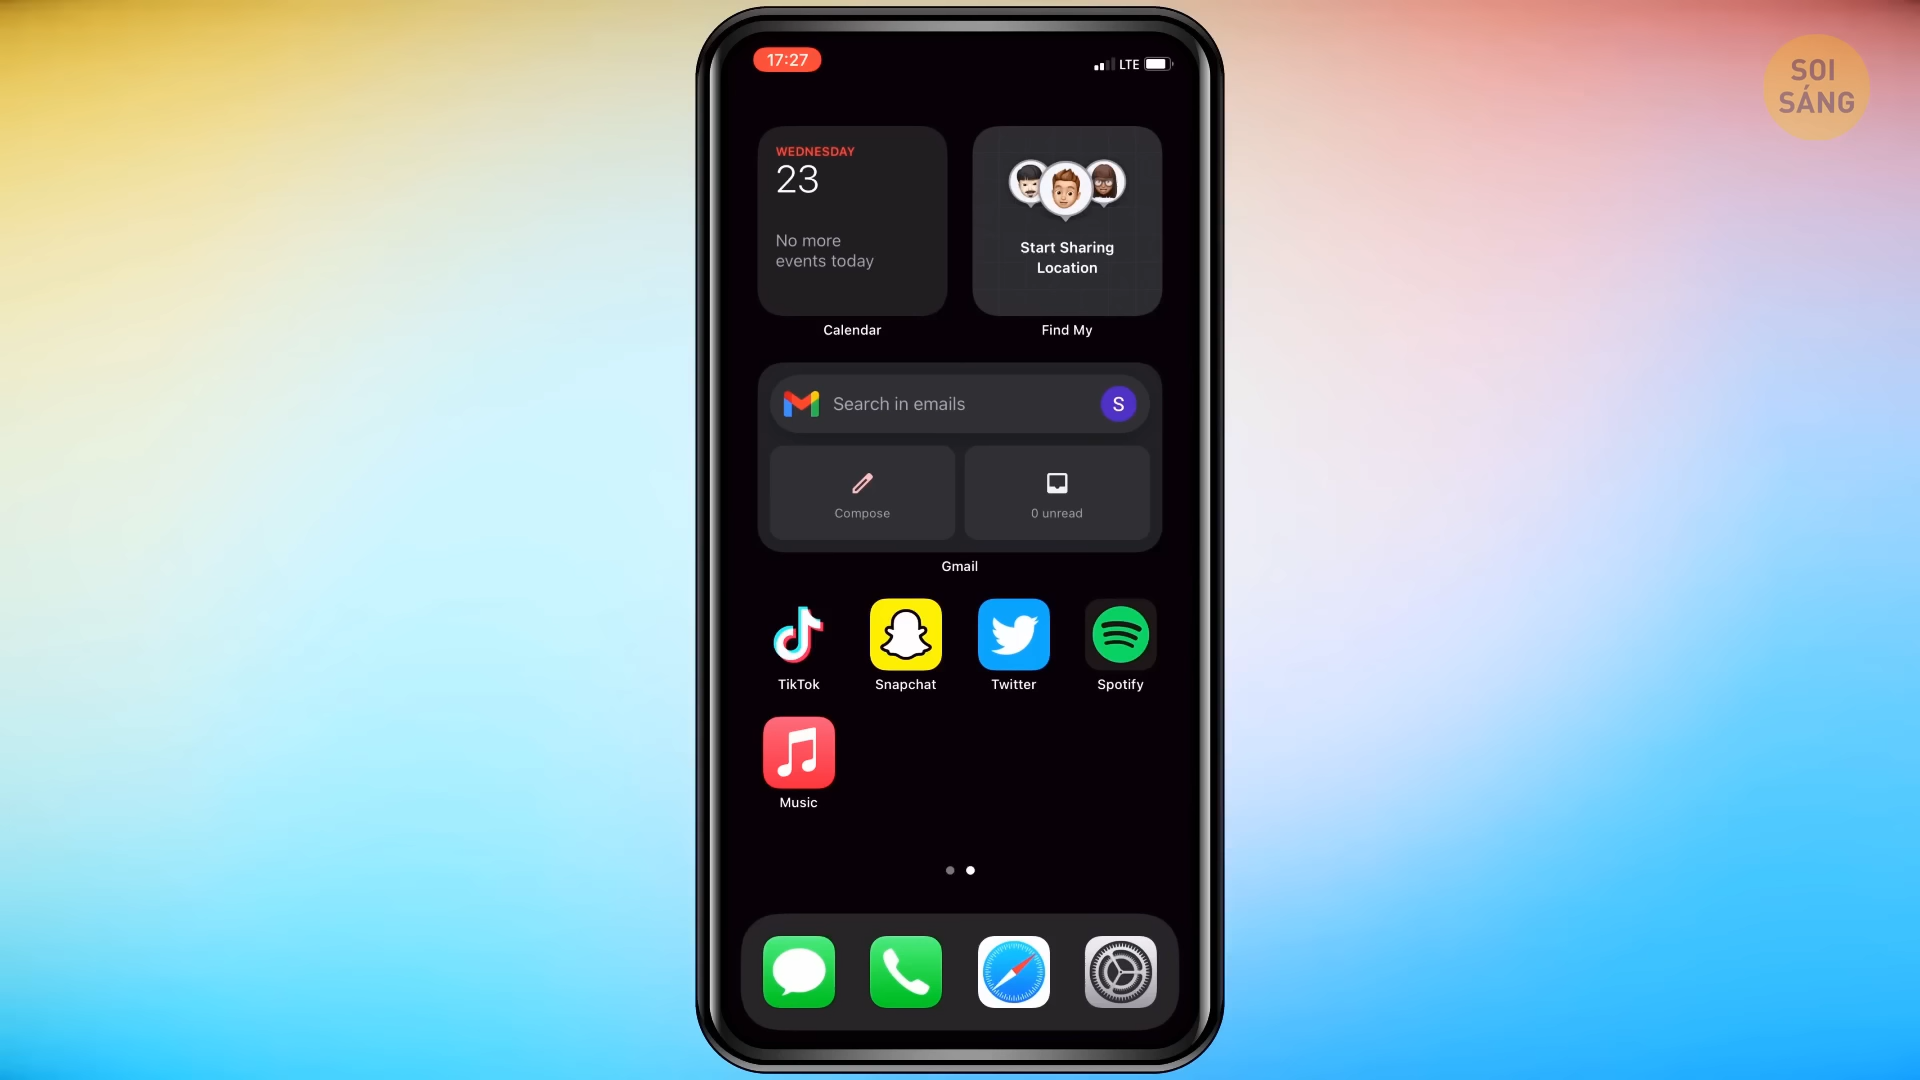 17:27
LTE
SOI
SÁNG
WEDNESDAY
23
No more
events today
Calendar
Start Sharing
Location
Find My
Search in emails
S
Compose
0 unread
Gmail
TikTok
Snapchat
Twitter
Spotify
Music